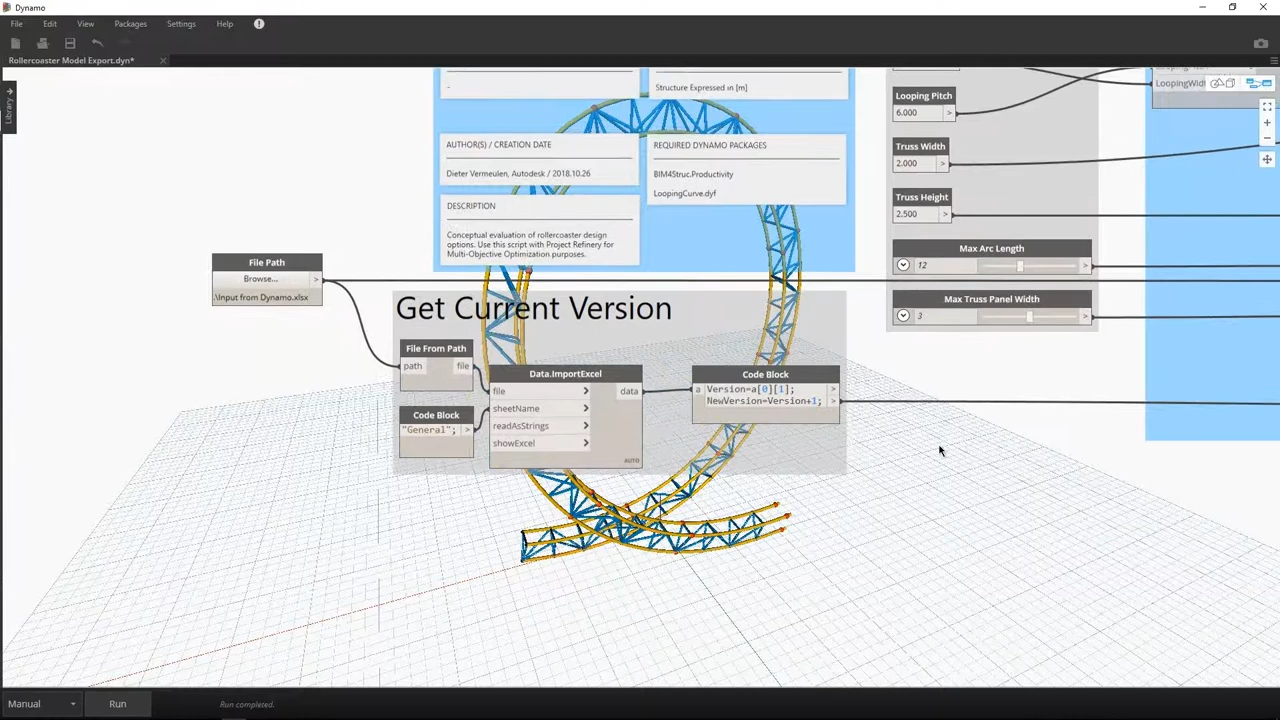 Dynamo
File Edit View Packages Settings Help
Rollercoaster Model Export.dyn*
Library
-
Structure Expressed in [m]
AUTHOR(S) / CREATION DATE
Dieter Vermeulen, Autodesk / 2018.10.26
REQUIRED DYNAMO PACKAGES
BIM4Struc.Productivity
LoopingCurve.dyf
DESCRIPTION
Conceptual evaluation of rollercoaster design
options. Use this script with Project Refinery for
Multi-Objective Optimization purposes.
Looping Pitch
6.000 >
Truss Width
2.000 >
Truss Height
2.500 >
Max Arc Length
12 >
Max Truss Panel Width
3 >
LoopingWidt
File Path
Browse... >
.\Input from Dynamo.xlsx
Get Current Version
File From Path
path file
Code Block
"General"; >
Data.ImportExcel
file > data
sheetName >
readAsStrings >
showExcel >
AUTO
Code Block
a Version=a[0][1]; >
NewVersion=Version+1; >
Manual Run Run completed.